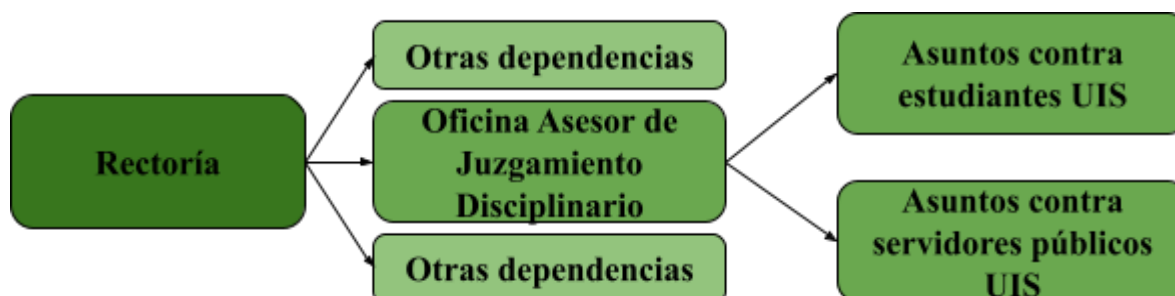 Rectoría
Otras dependencias
Oficina Asesor de
Juzgamiento
Disciplinario
Otras dependencias
Asuntos contra
estudiantes UIS
Asuntos contra
servidores públicos
UIS